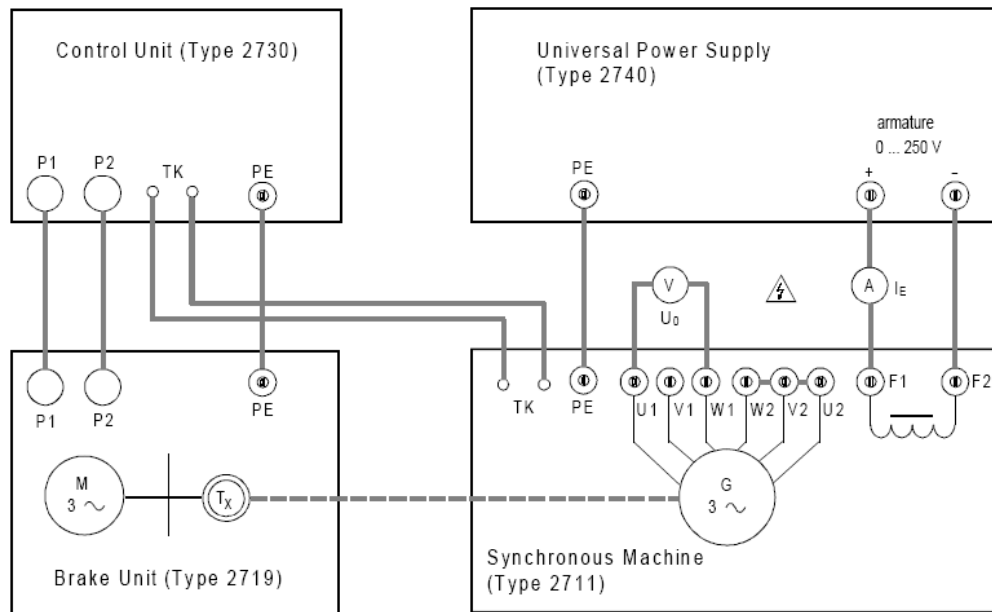 Control Unit (Type 2730)
P1 P2 TK PE
Universal Power Supply
(Type 2740)
armature
0 ... 250 V
PE + -
V
U0
A IE
P1 P2 PE
TK PE U1 V1 W1 W2 V2 U2 F1 F2
M
3 ~
TX
G
3 ~
Brake Unit (Type 2719)
Synchronous Machine
(Type 2711)